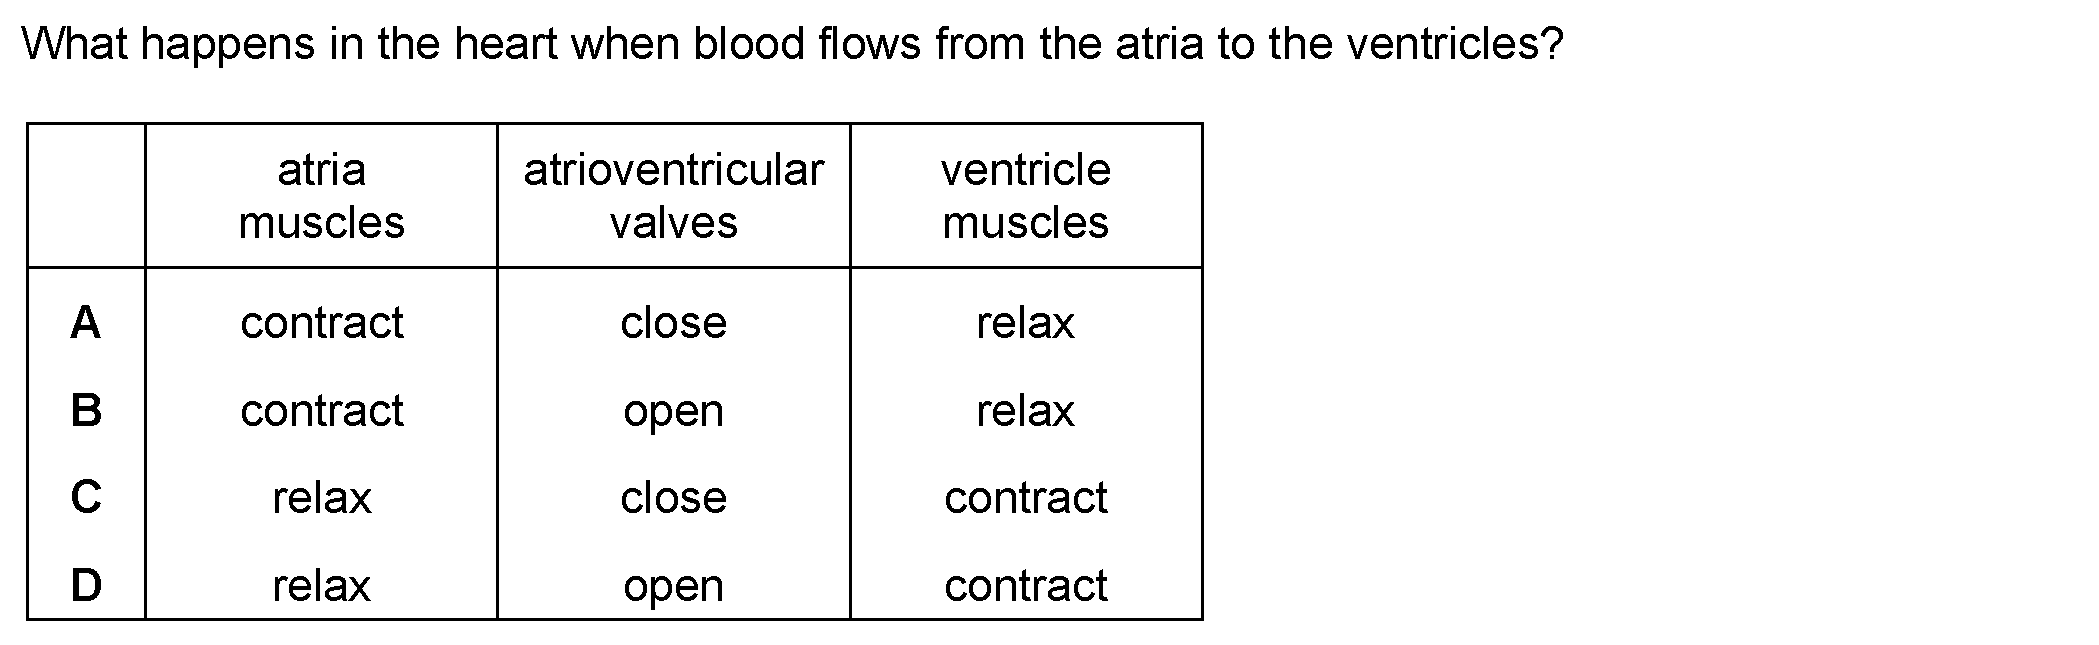 What happens in the heart when blood flows from the atria to the ventricles?
atria muscles atrioventricular valves ventricle muscles
A contract close relax
B contract open relax
C relax close contract
D relax open contract